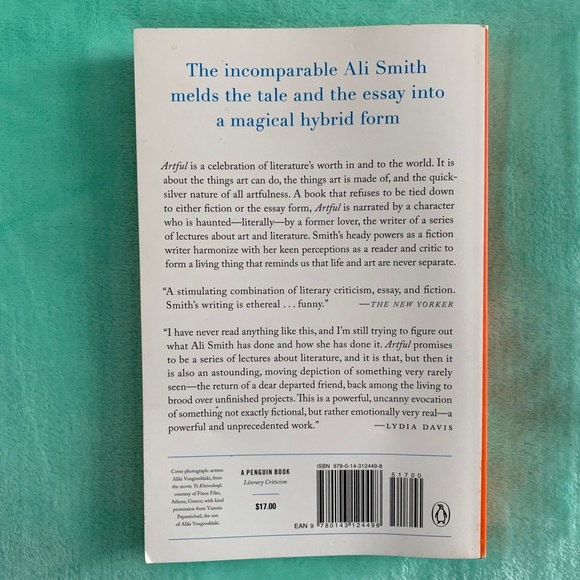 The incomparable Ali Smith
melds the tale and the essay into
a magical hybrid form
Artful is a celebration of literature's worth in and to the world. It is
about the things art can do, the things art is made of, and the quick-
silver nature of all artfulness. A book that refuses to be tied down
to either fiction or the essay form, Artful is narrated by a character
who is haunted—literally—by a former lover, the writer of a series
of lectures about art and literature. Smith's heady powers as a fiction
writer harmonize with her keen perceptions as a reader and critic to
form a living thing that reminds us that life and art are never separate.
“A stimulating combination of literary criticism, essay, and fiction.
Smith's writing is ethereal . . . funny.” —THE NEW YORKER
“I have never read anything like this, and I'm still trying to figure out
what Ali Smith has done and how she has done it. Artful promises
to be a series of lectures about literature, and it is that, but then it
is also an astounding, moving depiction of something very rarely
seen—the return of a dear departed friend, back among the living to
brood over unfinished projects. This is a powerful, uncanny evocation
of something not exactly fictional, but rather emotionally very real—a
powerful and unprecedented work.” —LYDIA DAVIS
Cover photograph: actress
Aliki Vougiouklaki, from
the movie To Klotsoskoufi,
courtesy of Finos Film,
Athens, Greece; with kind
permission from Yiannis
Papamichail, the son
of Aliki Vougiouklaki.
A PENGUIN BOOK
Literary Criticism
$17.00
ISBN 978-0-14-312449-8
51700
EAN 9 780143 124498